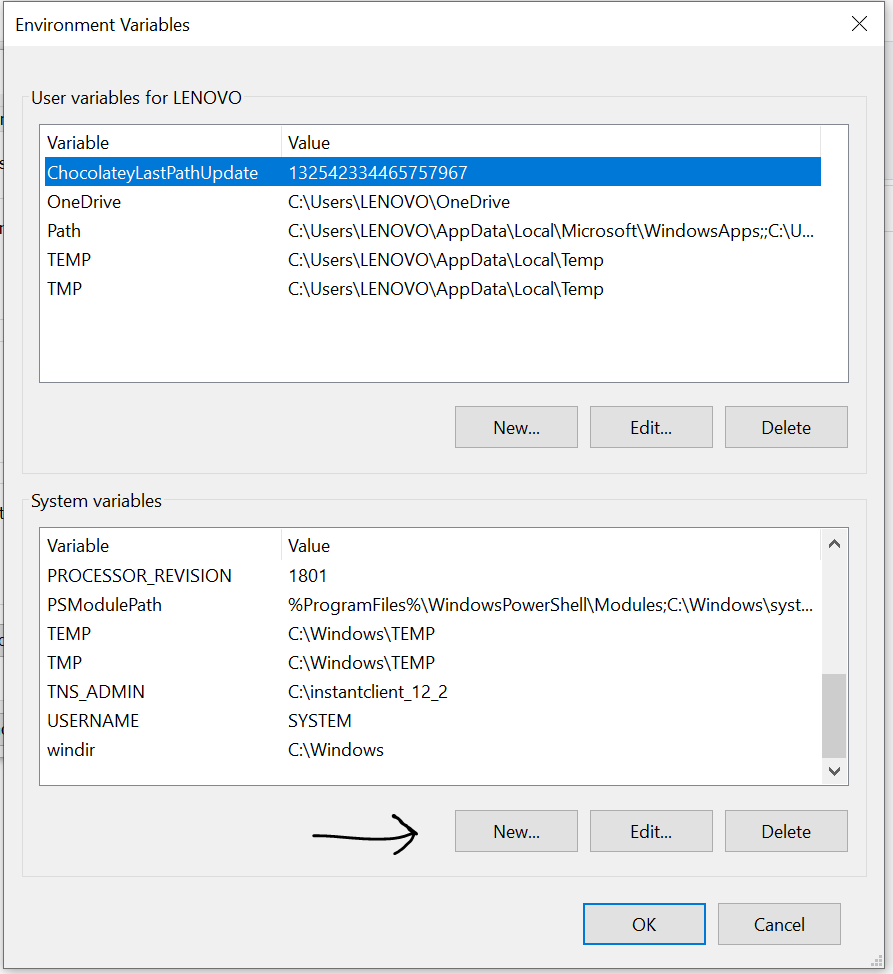 Environment Variables
User variables for LENOVO
Variable Value
ChocolateyLastPathUpdate 132542334465757967
OneDrive C:\Users\LENOVO\OneDrive
Path C:\Users\LENOVO\AppData\Local\Microsoft\WindowsApps;;C:\U...
TEMP C:\Users\LENOVO\AppData\Local\Temp
TMP C:\Users\LENOVO\AppData\Local\Temp
New... Edit... Delete
System variables
Variable Value
PROCESSOR_REVISION 1801
PSModulePath %ProgramFiles%\WindowsPowerShell\Modules;C:\Windows\syst...
TEMP C:\Windows\TEMP
TMP C:\Windows\TEMP
TNS_ADMIN C:\instantclient_12_2
USERNAME SYSTEM
windir C:\Windows
New... Edit... Delete
OK Cancel